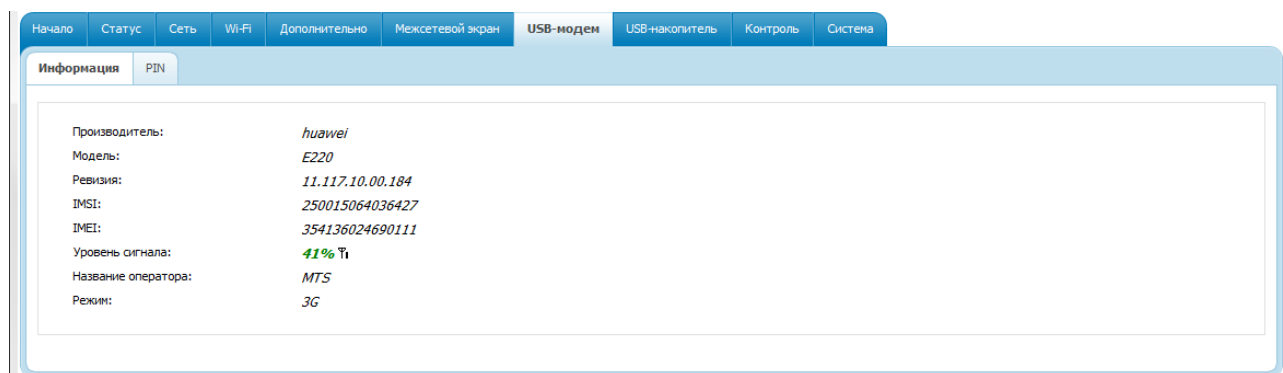 Начало Статус Сеть Wi-Fi Дополнительно Межсетевой экран USB-модем USB-накопитель Контроль Система
Информация PIN
Производитель: huawei
Модель: E220
Ревизия: 11.117.10.00.184
IMSI: 250015064036427
IMEI: 354136024690111
Уровень сигнала: 41%
Название оператора: MTS
Режим: 3G